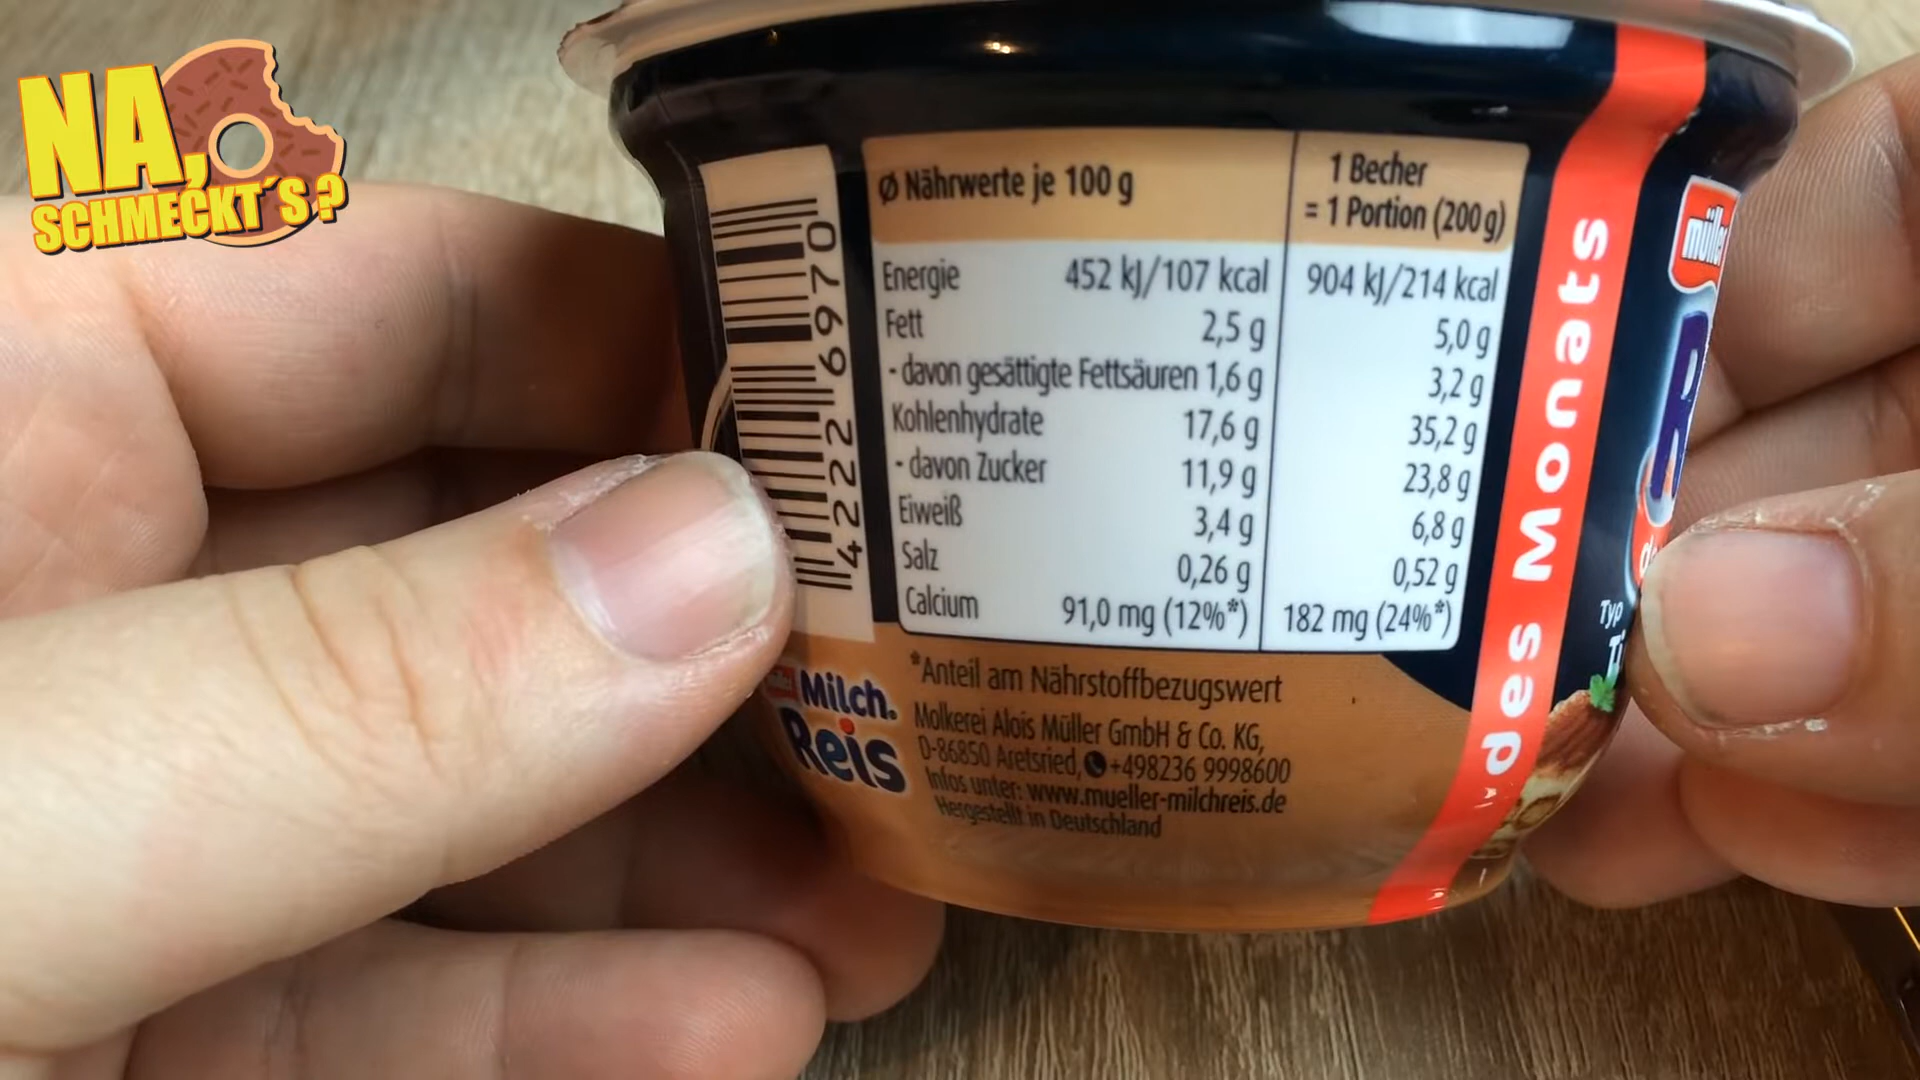 NA,
SCHMECKT´S?
Ø Nährwerte je 100 g
1 Becher
= 1 Portion (200 g)
Energie 452 kJ/107 kcal 904 kJ/214 kcal
Fett 2,5 g 5,0 g
- davon gesättigte Fettsäuren 1,6 g 3,2 g
Kohlenhydrate 17,6 g 35,2 g
- davon Zucker 11,9 g 23,8 g
Eiweiß 3,4 g 6,8 g
Salz 0,26 g 0,52 g
Calcium 91,0 mg (12%*) 182 mg (24%*)
*Anteil am Nährstoffbezugswert
Molkerei Alois Müller GmbH & Co. KG,
D-86850 Aretsried, +498236 9998600
Infos unter: www.mueller-milchreis.de
Hergestellt in Deutschland
42226970
Milch.
Reis
des Monats
müller
R
Typ